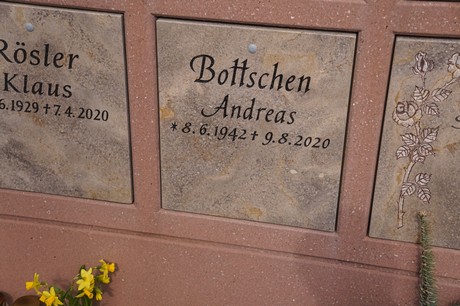 Rösler
Klaus
6.1929 † 7.4.2020
Bottschen
Andreas
* 8.6.1942 † 9.8.2020